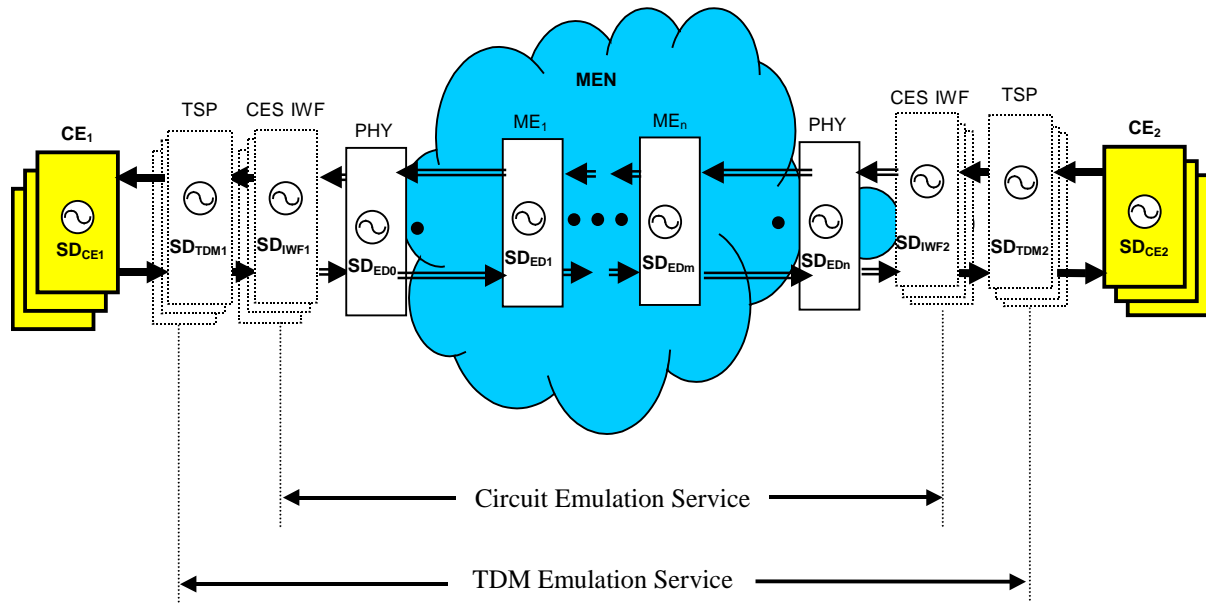 MEN
TSP
CES IWF
PHY
ME1
MEn
PHY
CES IWF
TSP
CE1
CE2
SDCE1
SDTDM1
SDIWF1
SDED0
SDED1
SDEDm
SDEDn
SDIWF2
SDTDM2
SDCE2
Circuit Emulation Service
TDM Emulation Service